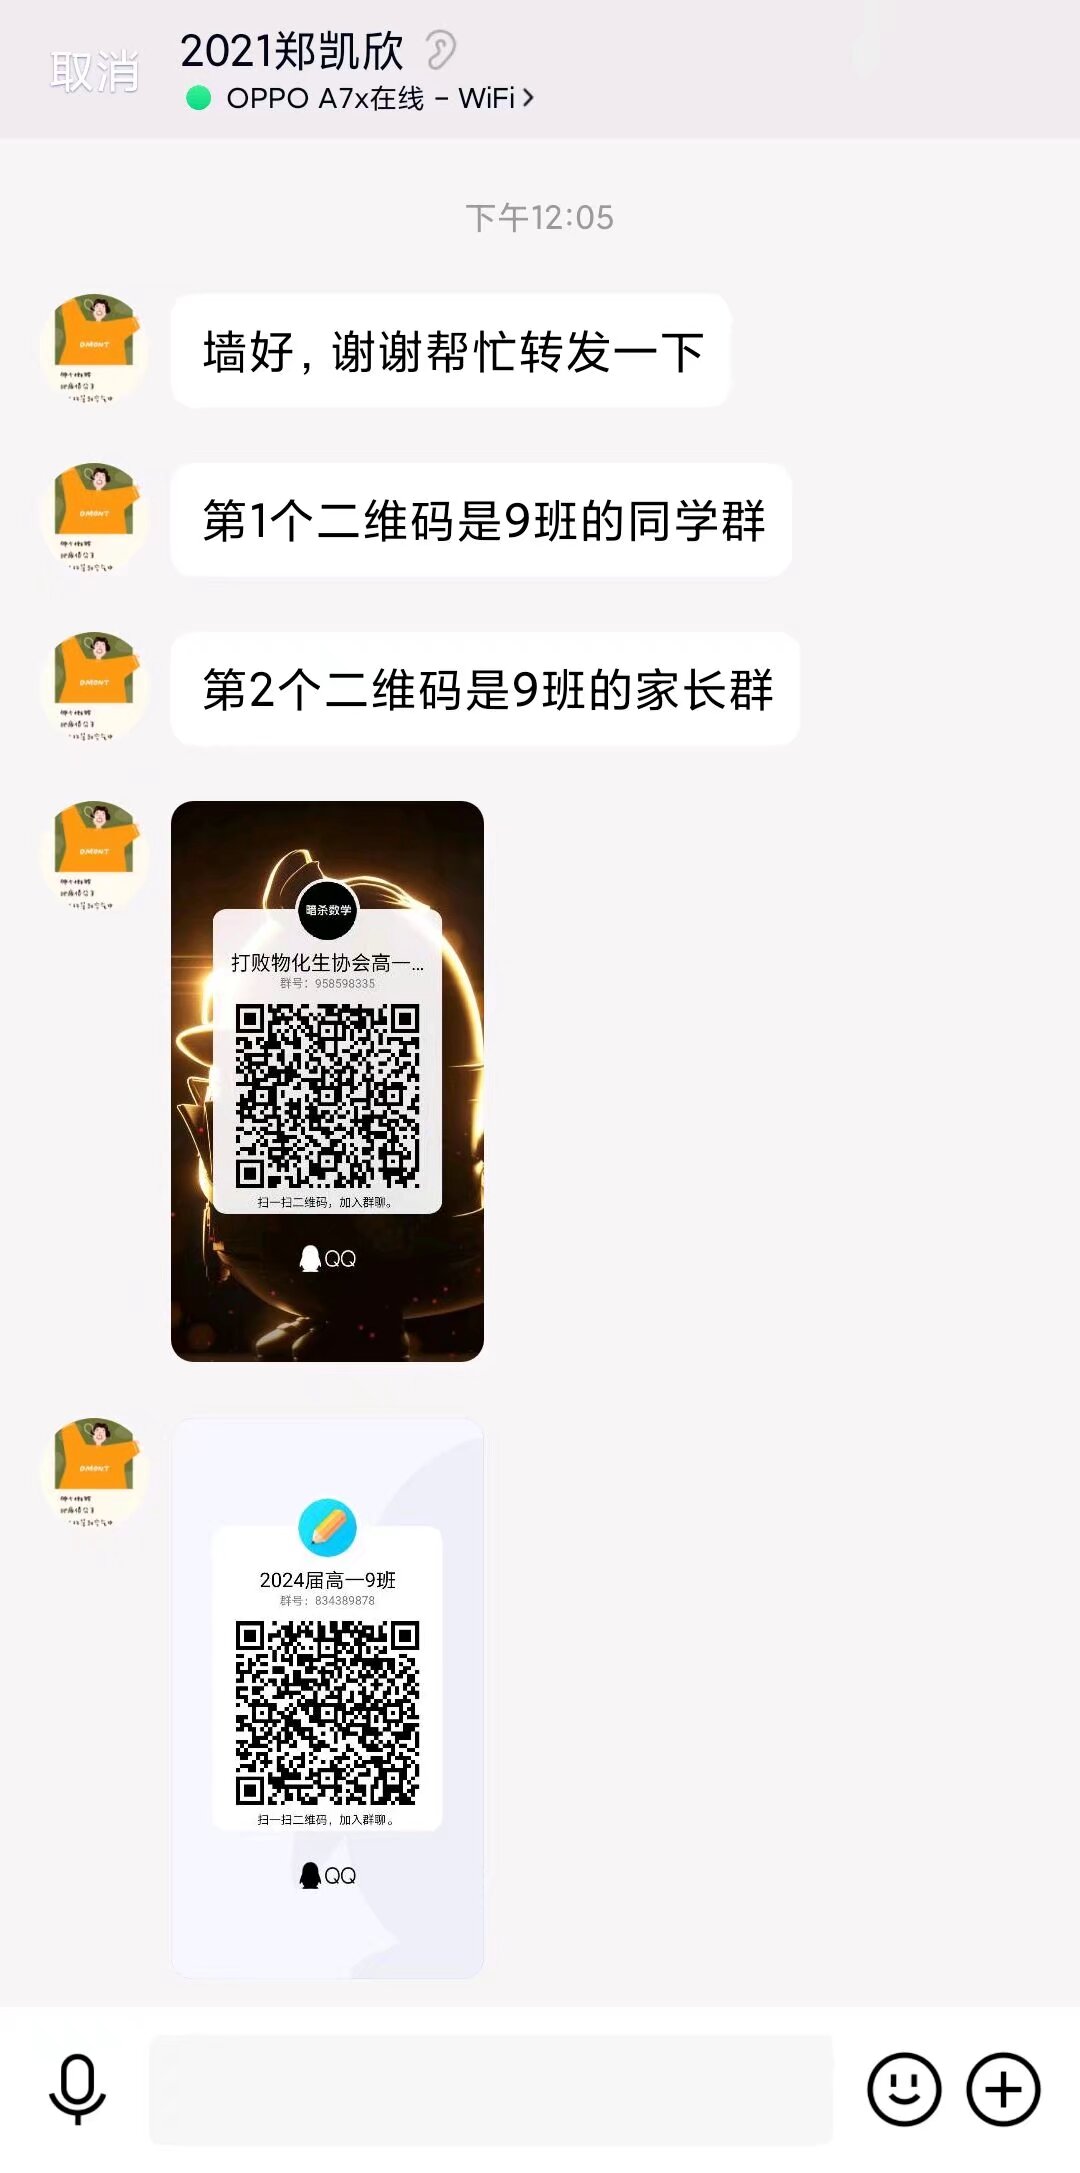 取消
2021郑凯欣
OPPO A7x在线 - WiFi
下午12:05
DMONT
墙好，谢谢帮忙转发一下
DMONT
第1个二维码是9班的同学群
DMONT
第2个二维码是9班的家长群
DMONT
暗杀数学
打败物化生协会高一...
群号：958598335
扫一扫二维码，加入群聊。
QQ
DMONT
2024届高一9班
群号：834389878
扫一扫二维码，加入群聊。
QQ